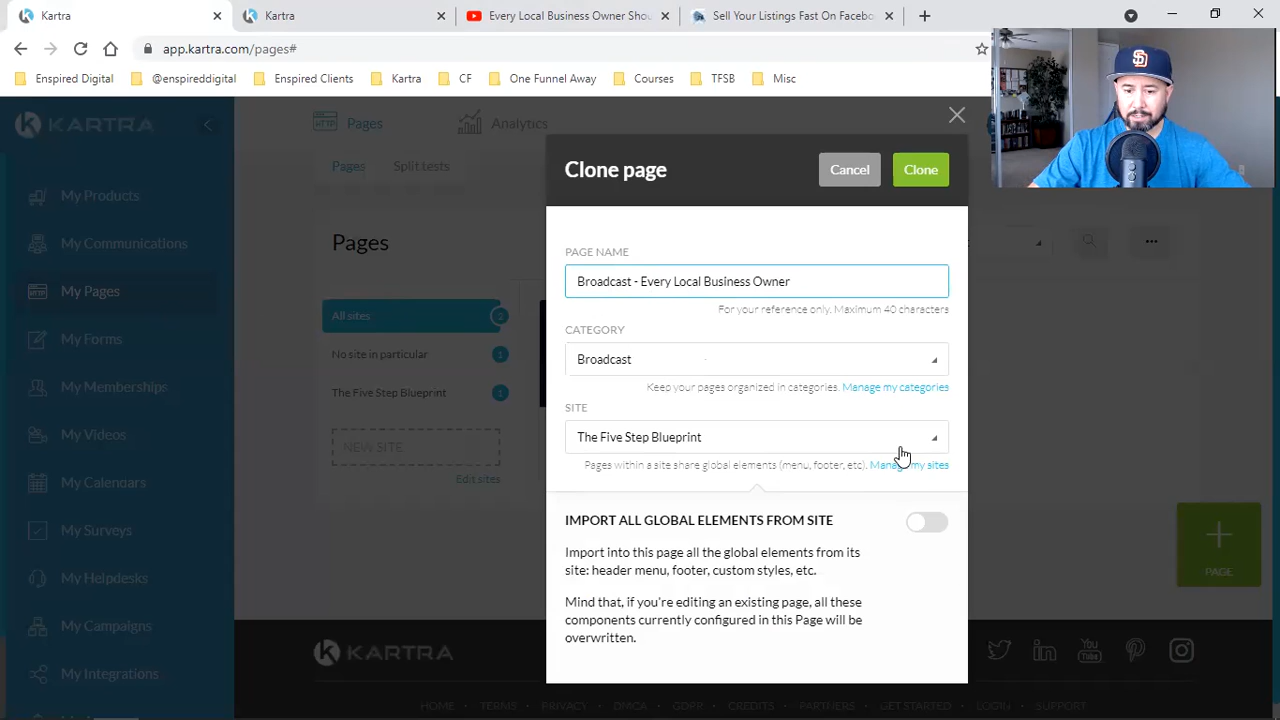 Kartra
Kartra
Every Local Business Owner Shou
Sell Your Listings Fast On Facebo
app.kartra.com/pages#
Enspired Digital
@enspireddigital
Enspired Clients
Kartra
CF
One Funnel Away
Courses
TFSB
Misc
KARTRA
Pages
Analytics
Pages
Split tests
My Products
My Communications
My Pages
My Forms
My Memberships
My Videos
My Calendars
My Surveys
My Helpdesks
My Campaigns
My Integrations
Pages
All sites 2
No site in particular 1
The Five Step Blueprint 1
NEW SITE
Edit sites
Clone page
Cancel
Clone
PAGE NAME
Broadcast - Every Local Business Owner
For your reference only. Maximum 40 characters
CATEGORY
Broadcast
Keep your pages organized in categories. Manage my categories
SITE
The Five Step Blueprint
Pages within a site share global elements (menu, footer, etc). Manage my sites
IMPORT ALL GLOBAL ELEMENTS FROM SITE
Import into this page all the global elements from its
site: header menu, footer, custom styles, etc.
Mind that, if you're editing an existing page, all these
components currently configured in this Page will be
overwritten.
PAGE
KARTRA
HOME - TERMS - PRIVACY - DMCA - GDPR - CREDITS - PARTNERS - GET STARTED - LOGIN - SUPPORT